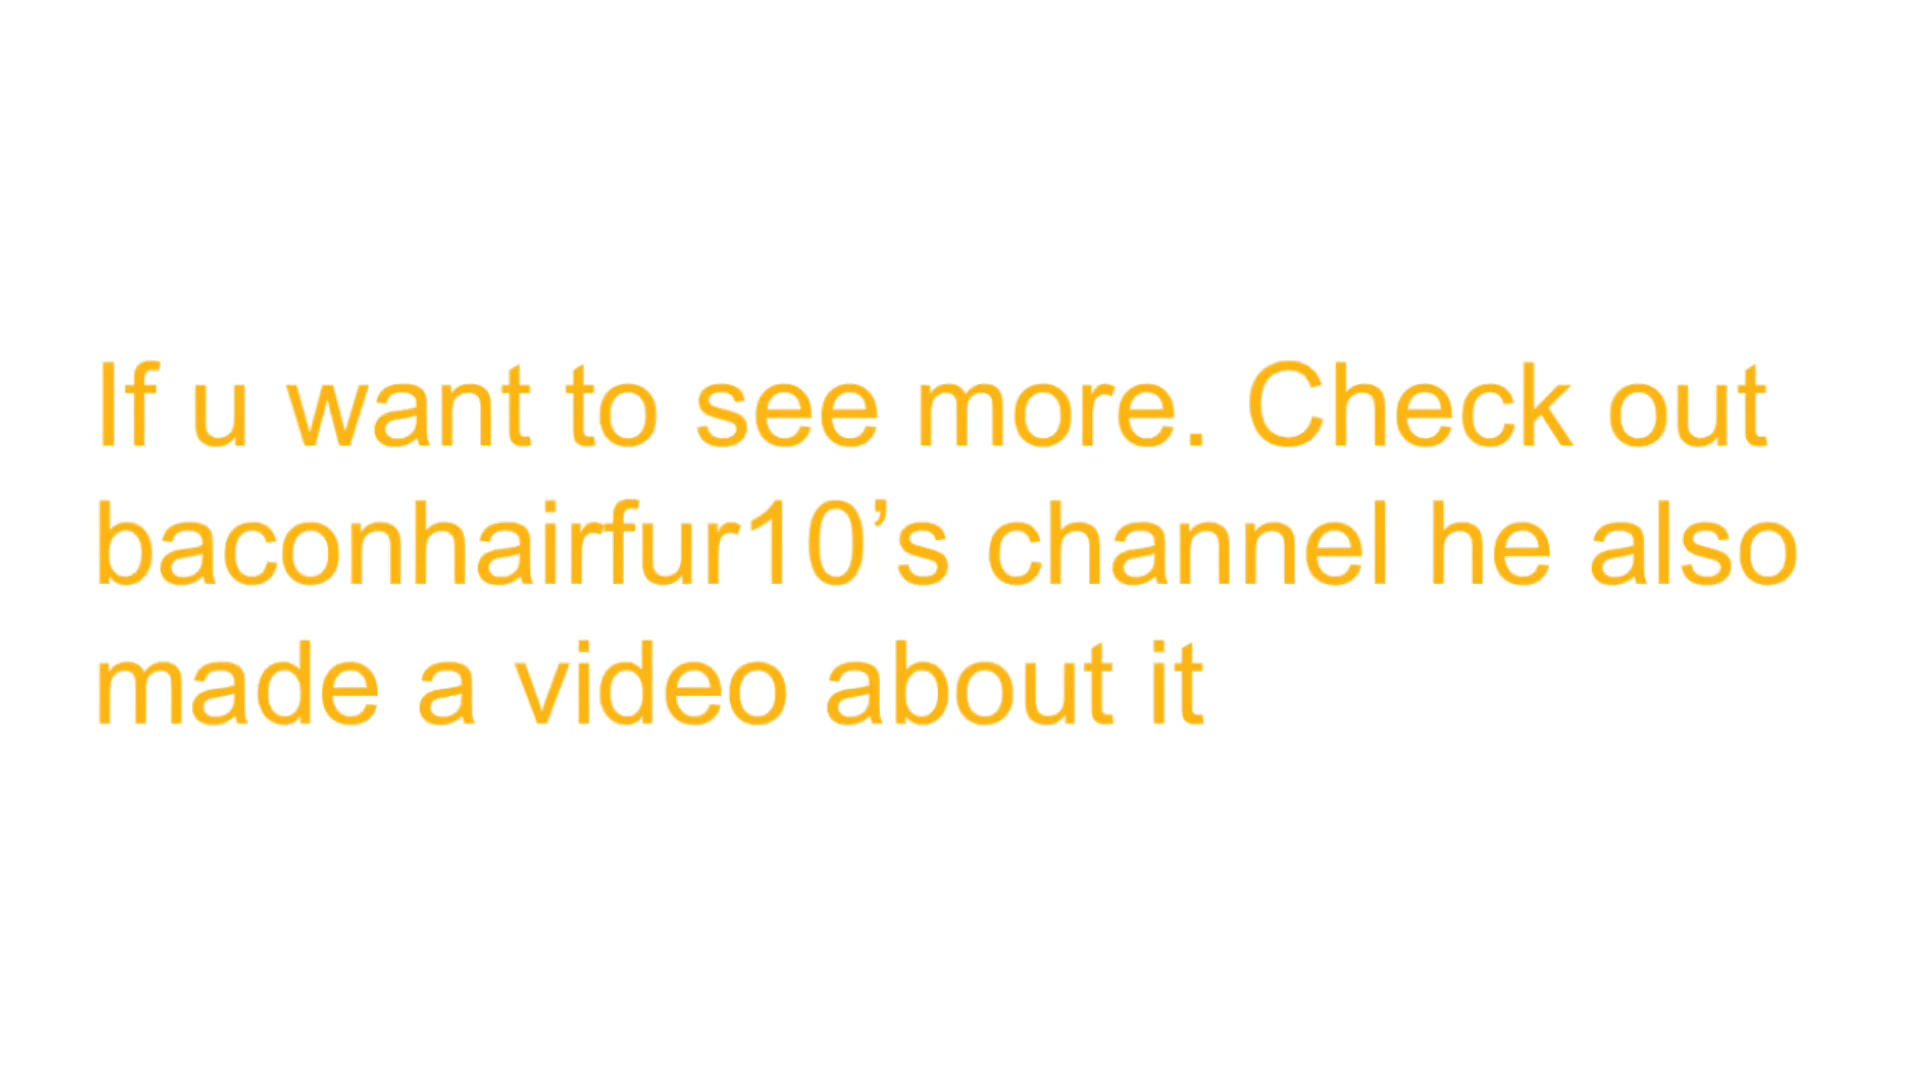 If u want to see more. Check out
baconhairfur10’s channel he also
made a video about it